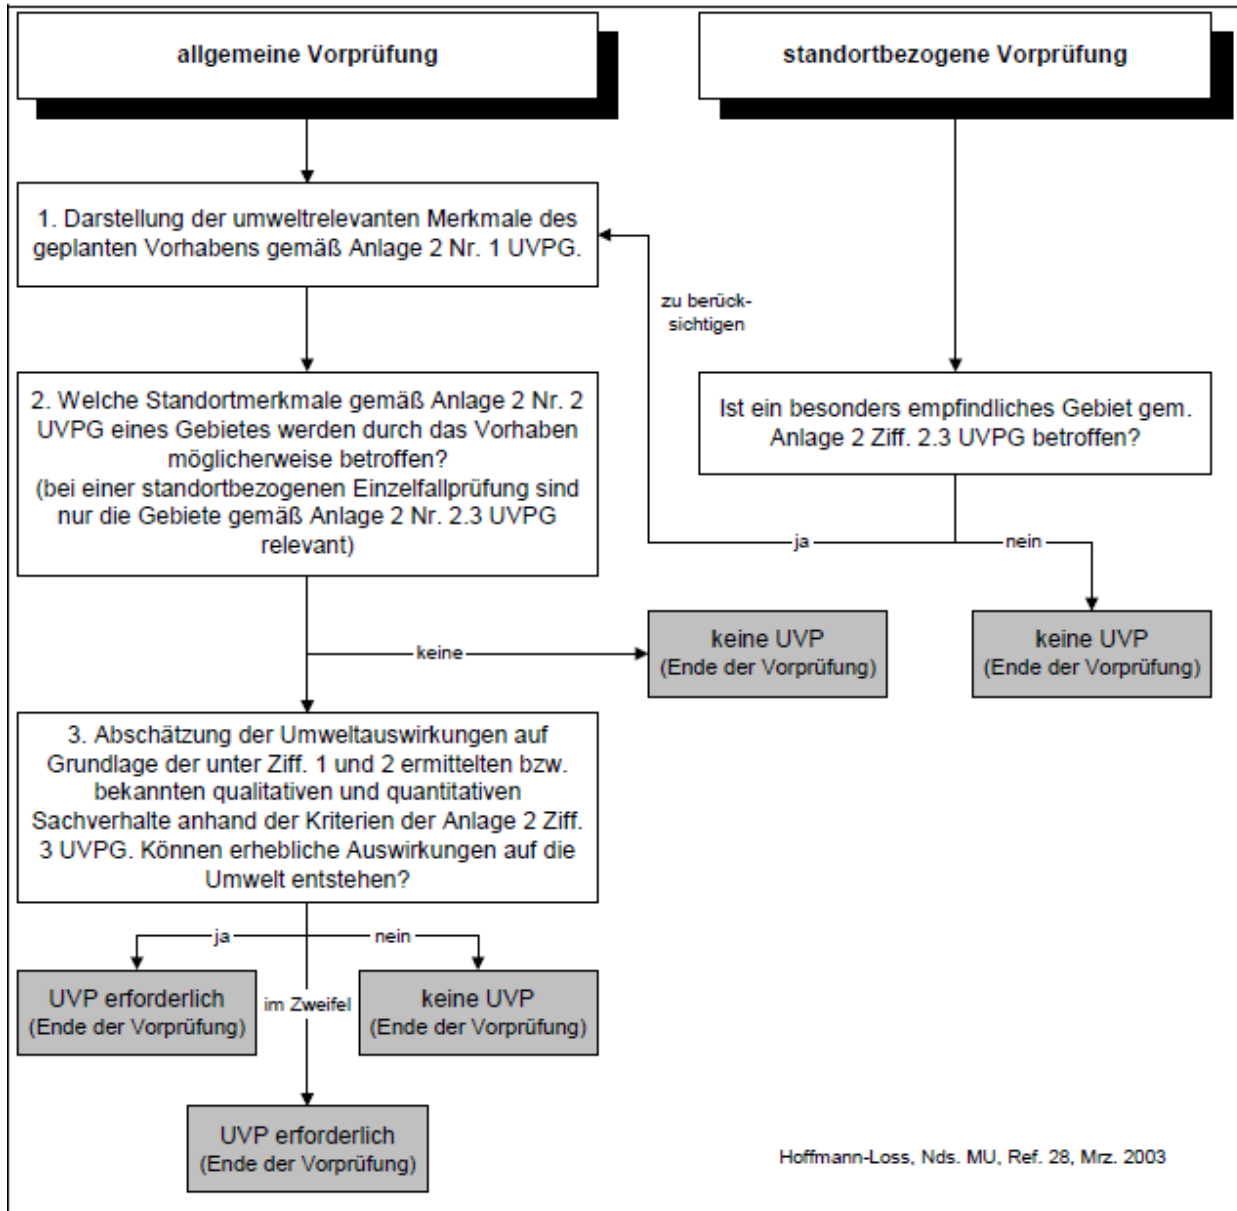 allgemeine Vorprüfung
standortbezogene Vorprüfung
1. Darstellung der umweltrelevanten Merkmale des
geplanten Vorhabens gemäß Anlage 2 Nr. 1 UVPG.
zu berück-
sichtigen
2. Welche Standortmerkmale gemäß Anlage 2 Nr. 2
UVPG eines Gebietes werden durch das Vorhaben
möglicherweise betroffen?
(bei einer standortbezogenen Einzelfallprüfung sind
nur die Gebiete gemäß Anlage 2 Nr. 2.3 UVPG
relevant)
Ist ein besonders empfindliches Gebiet gem.
Anlage 2 Ziff. 2.3 UVPG betroffen?
ja
nein
keine
keine UVP
(Ende der Vorprüfung)
keine UVP
(Ende der Vorprüfung)
3. Abschätzung der Umweltauswirkungen auf
Grundlage der unter Ziff. 1 und 2 ermittelten bzw.
bekannten qualitativen und quantitativen
Sachverhalte anhand der Kriterien der Anlage 2 Ziff.
3 UVPG. Können erhebliche Auswirkungen auf die
Umwelt entstehen?
ja
nein
UVP erforderlich
(Ende der Vorprüfung)
im Zweifel
keine UVP
(Ende der Vorprüfung)
UVP erforderlich
(Ende der Vorprüfung)
Hoffmann-Loss, Nds. MU, Ref. 28, Mrz. 2003